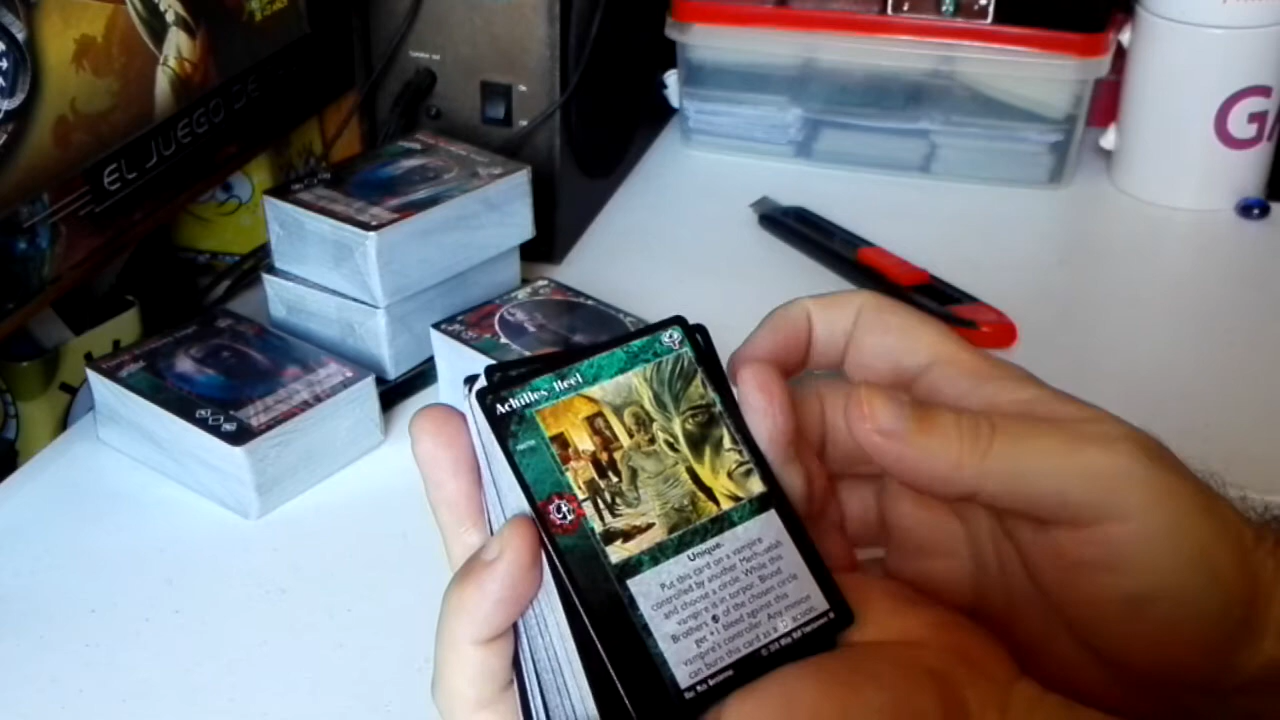 EL JUEGO DE
GA
Achilles' Heel
Unique.
Put this card on a vampire
controlled by another Methuselah
and choose a circle. While this
vampire is in torpor, Blood
Brothers of the chosen circle
get +1 bleed against this
vampire's controller. Any minion
can burn this card as a D action.